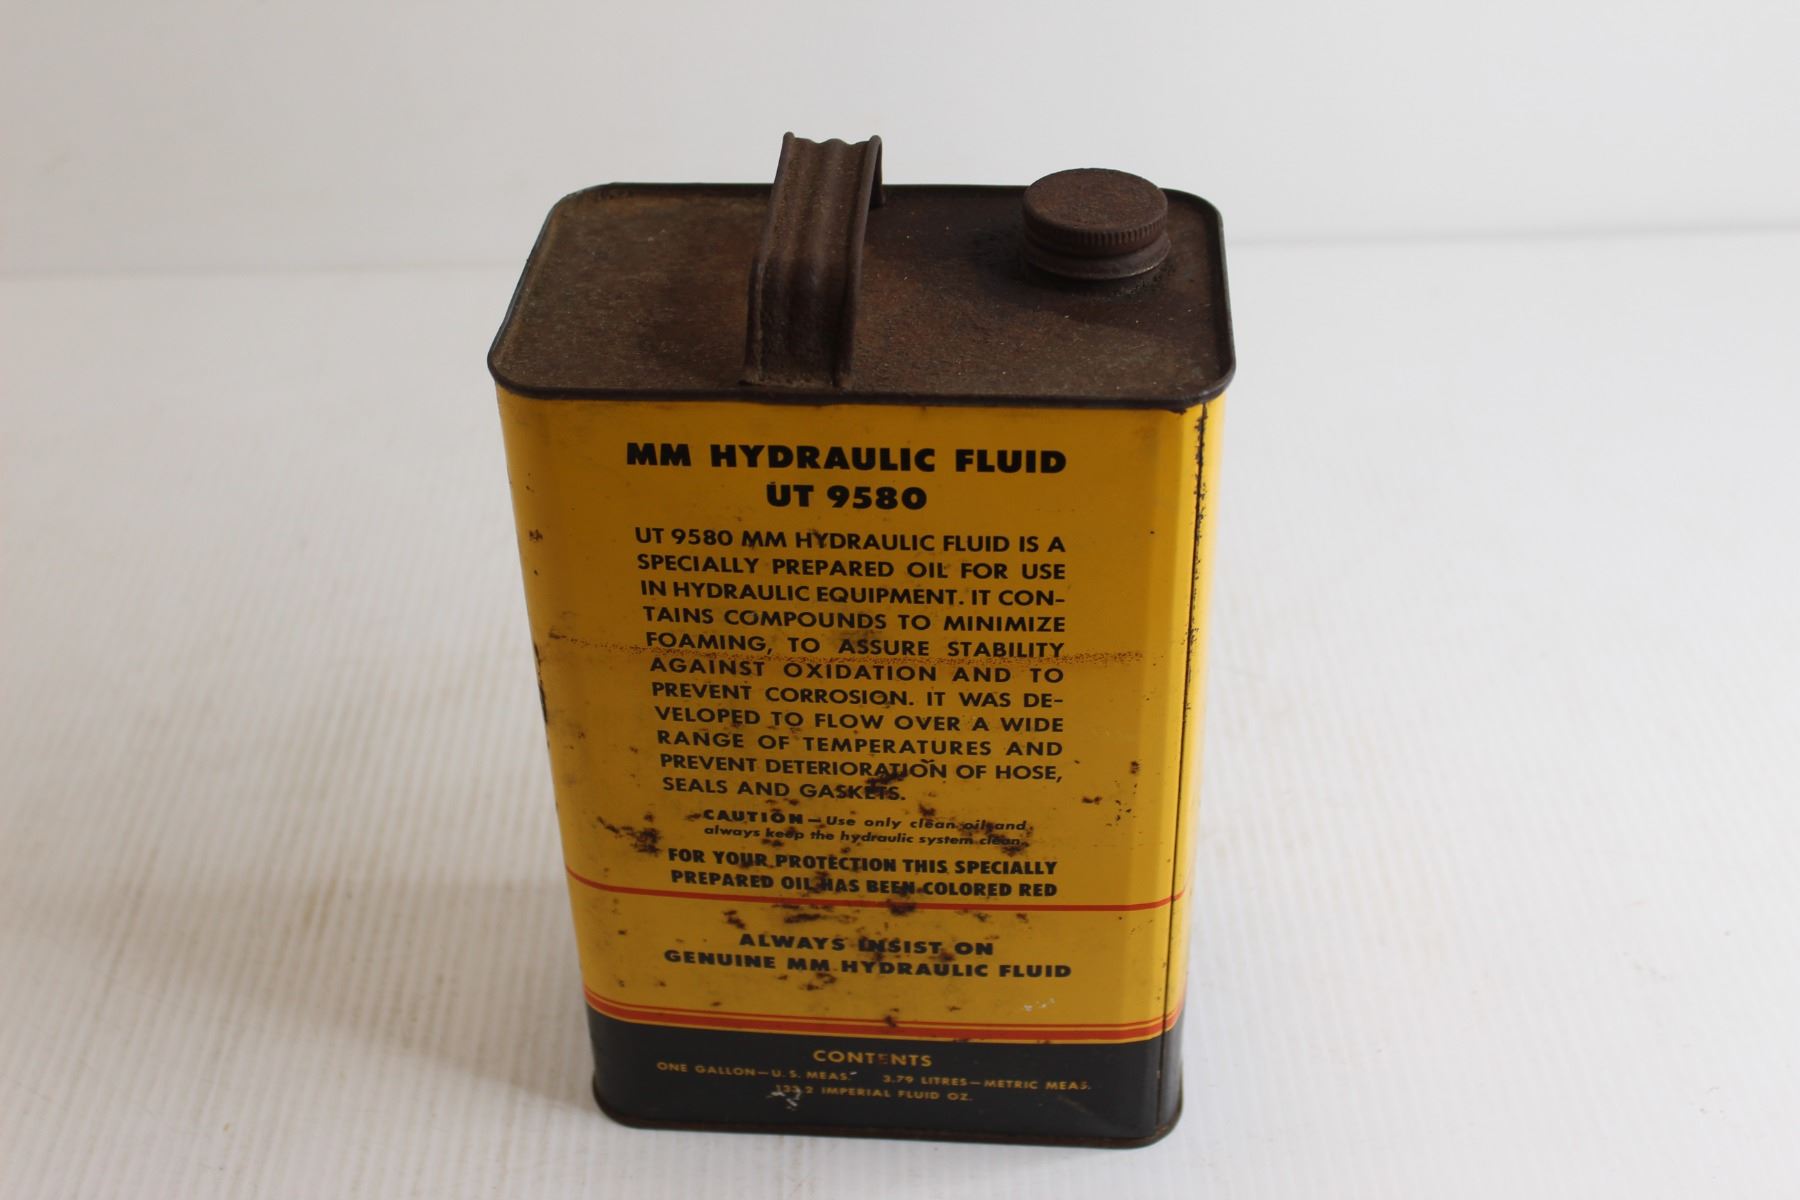 MM HYDRAULIC FLUID
UT 9580
UT 9580 MM HYDRAULIC FLUID IS A
SPECIALLY PREPARED OIL FOR USE
IN HYDRAULIC EQUIPMENT. IT CON-
TAINS COMPOUNDS TO MINIMIZE
FOAMING, TO ASSURE STABILITY
AGAINST OXIDATION AND TO
PREVENT CORROSION. IT WAS DE-
VELOPED TO FLOW OVER A WIDE
RANGE OF TEMPERATURES AND
PREVENT DETERIORATION OF HOSE,
SEALS AND GASKETS.
CAUTION—Use only clean oil and
always keep the hydraulic system clean.
FOR YOUR PROTECTION THIS SPECIALLY
PREPARED OIL HAS BEEN COLORED RED
ALWAYS INSIST ON
GENUINE MM HYDRAULIC FLUID
CONTENTS
ONE GALLON—U.S. MEAS. 3.79 LITRES—METRIC MEAS.
133.2 IMPERIAL FLUID OZ.